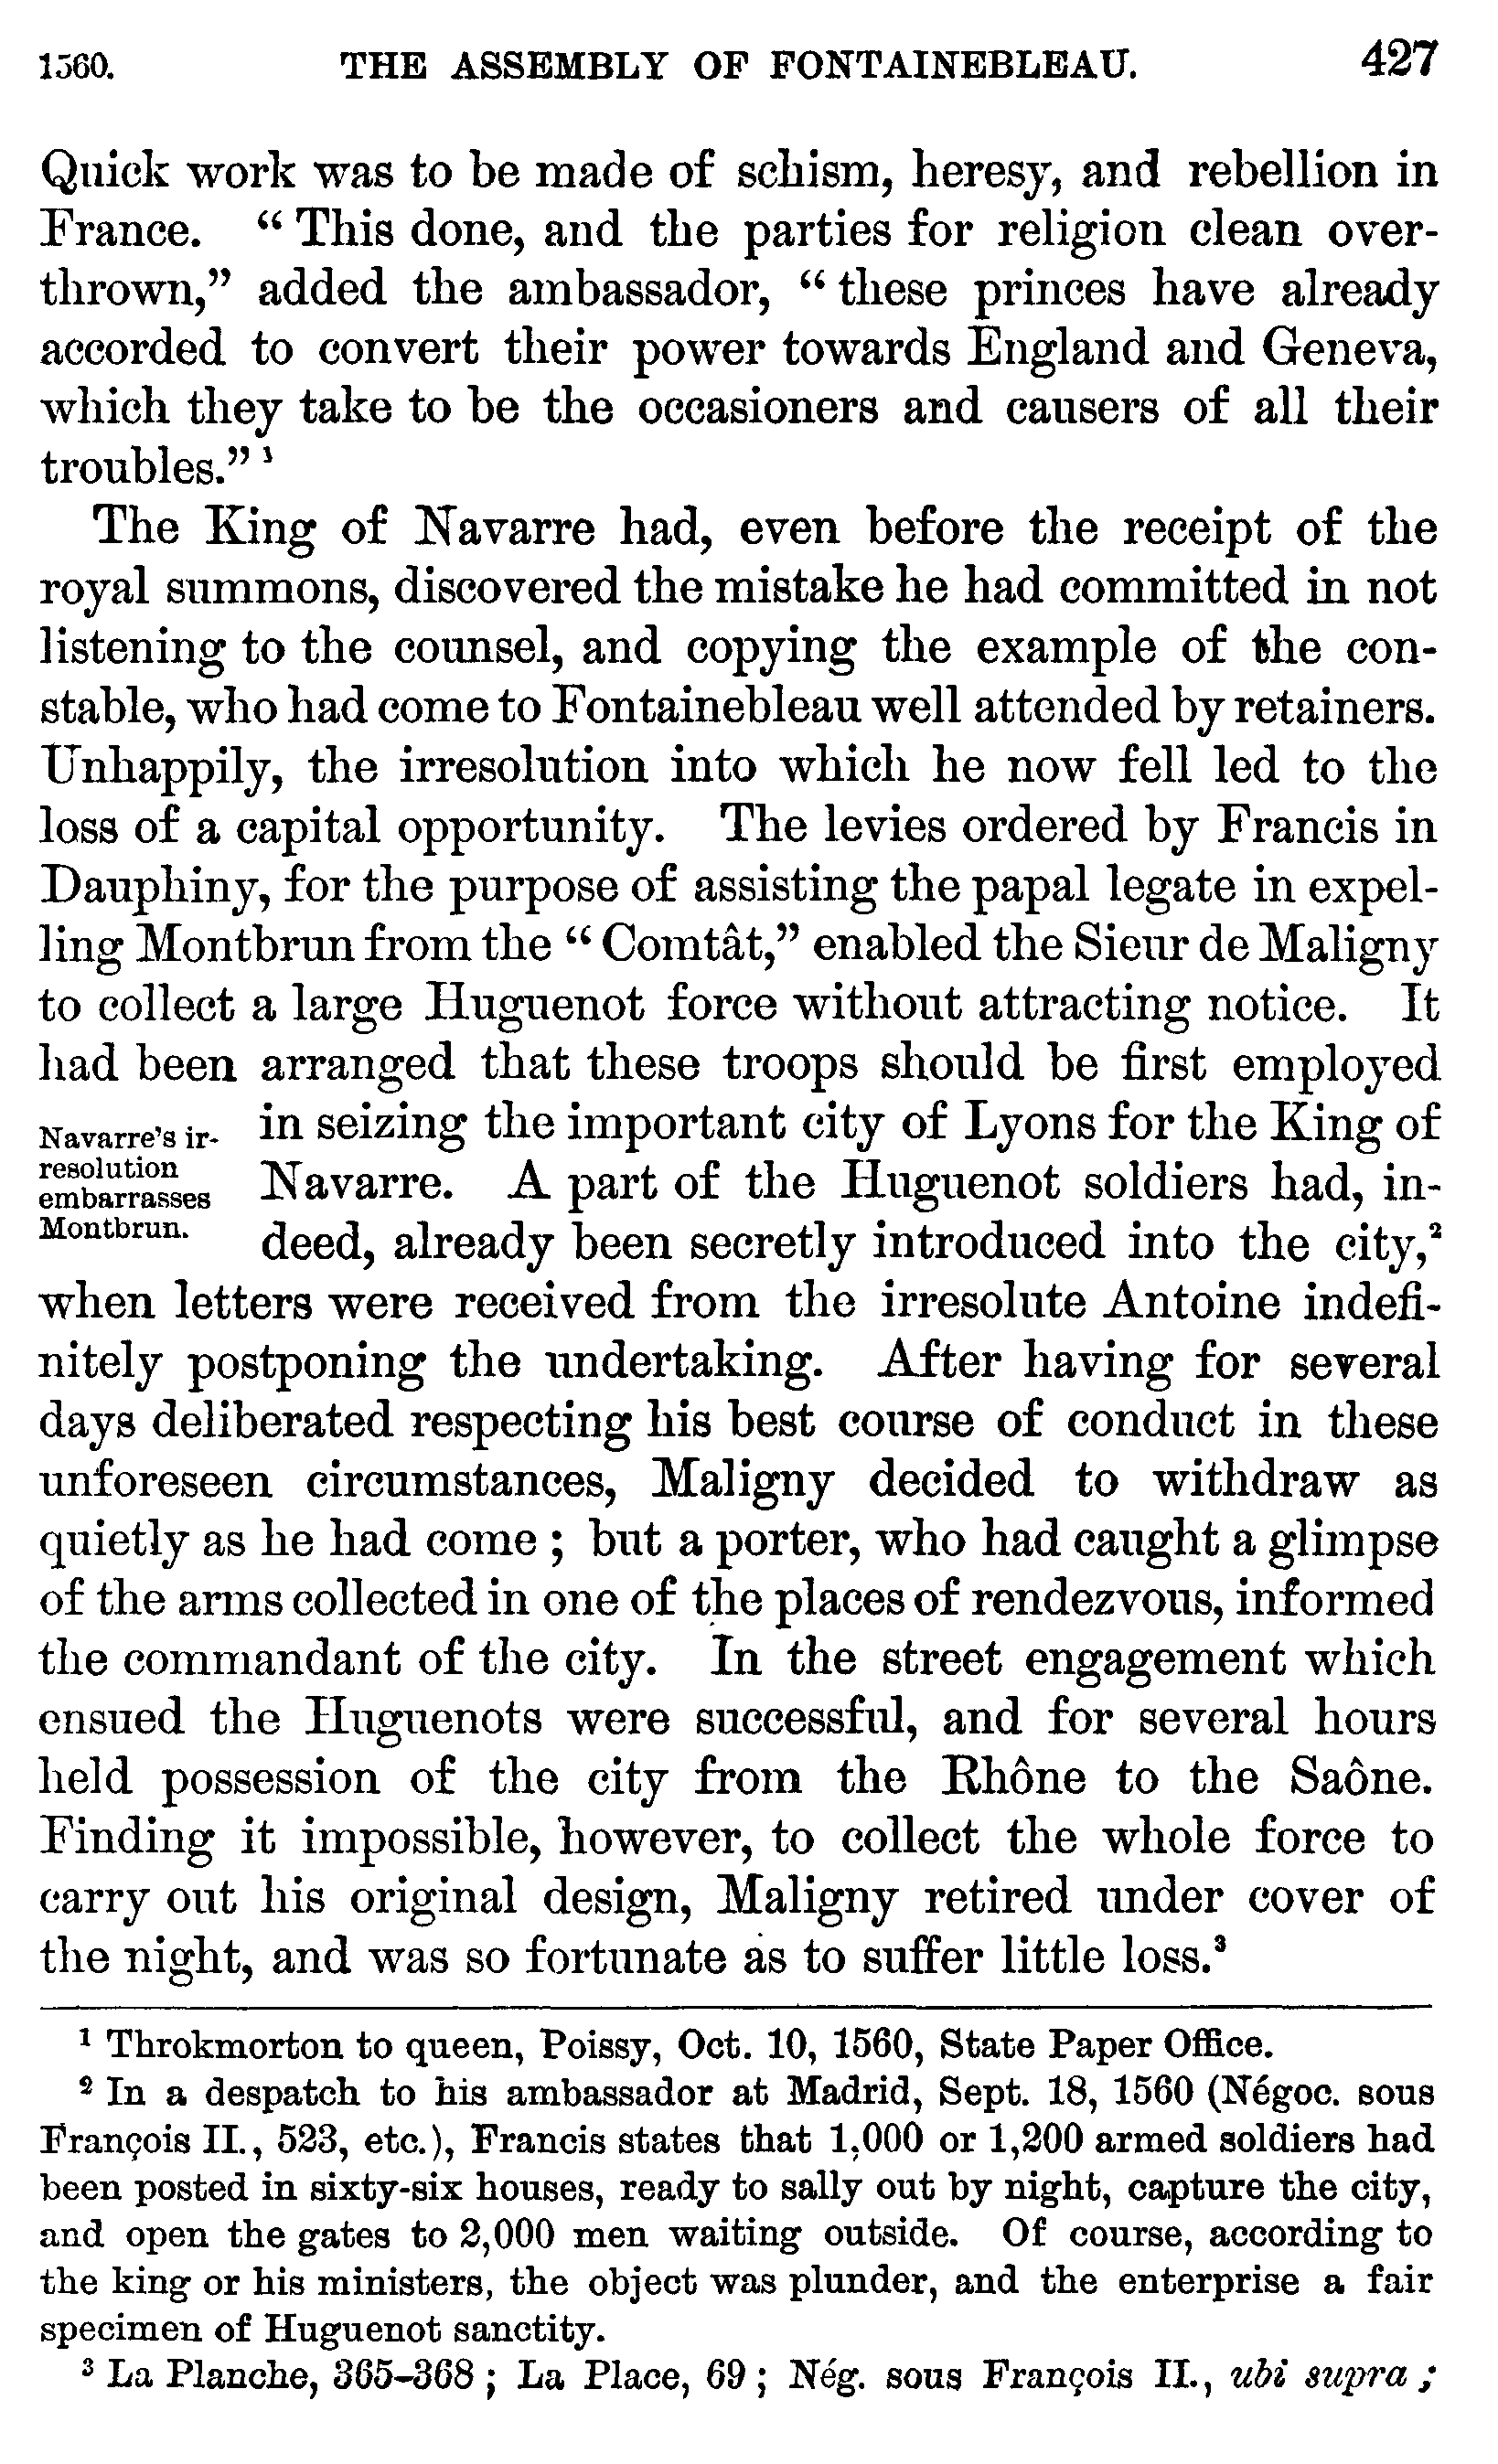 1560. THE ASSEMBLY OF FONTAINEBLEAU. 427
Quick work was to be made of schism, heresy, and rebellion in
France. “ This done, and the parties for religion clean over-
thrown,” added the ambassador, “ these princes have already
accorded to convert their power towards England and Geneva,
which they take to be the occasioners and causers of all their
troubles.” ¹
The King of Navarre had, even before the receipt of the
royal summons, discovered the mistake he had committed in not
listening to the counsel, and copying the example of the con-
stable, who had come to Fontainebleau well attended by retainers.
Unhappily, the irresolution into which he now fell led to the
loss of a capital opportunity. The levies ordered by Francis in
Dauphiny, for the purpose of assisting the papal legate in expel-
ling Montbrun from the “ Comtât,” enabled the Sieur de Maligny
to collect a large Huguenot force without attracting notice. It
had been arranged that these troops should be first employed
Navarre's ir-
resolution
embarrasses
Montbrun.
in seizing the important city of Lyons for the King of
Navarre. A part of the Huguenot soldiers had, in-
deed, already been secretly introduced into the city,²
when letters were received from the irresolute Antoine indefi-
nitely postponing the undertaking. After having for several
days deliberated respecting his best course of conduct in these
unforeseen circumstances, Maligny decided to withdraw as
quietly as he had come ; but a porter, who had caught a glimpse
of the arms collected in one of the places of rendezvous, informed
the commandant of the city. In the street engagement which
ensued the Huguenots were successful, and for several hours
held possession of the city from the Rhône to the Saône.
Finding it impossible, however, to collect the whole force to
carry out his original design, Maligny retired under cover of
the night, and was so fortunate as to suffer little loss.³
¹ Throkmorton to queen, Poissy, Oct. 10, 1560, State Paper Office.
² In a despatch to his ambassador at Madrid, Sept. 18, 1560 (Négoc. sous
François II., 523, etc.), Francis states that 1,000 or 1,200 armed soldiers had
been posted in sixty-six houses, ready to sally out by night, capture the city,
and open the gates to 2,000 men waiting outside. Of course, according to
the king or his ministers, the object was plunder, and the enterprise a fair
specimen of Huguenot sanctity.
³ La Planche, 365–368 ; La Place, 69 ; Nég. sous François II., ubi supra ;